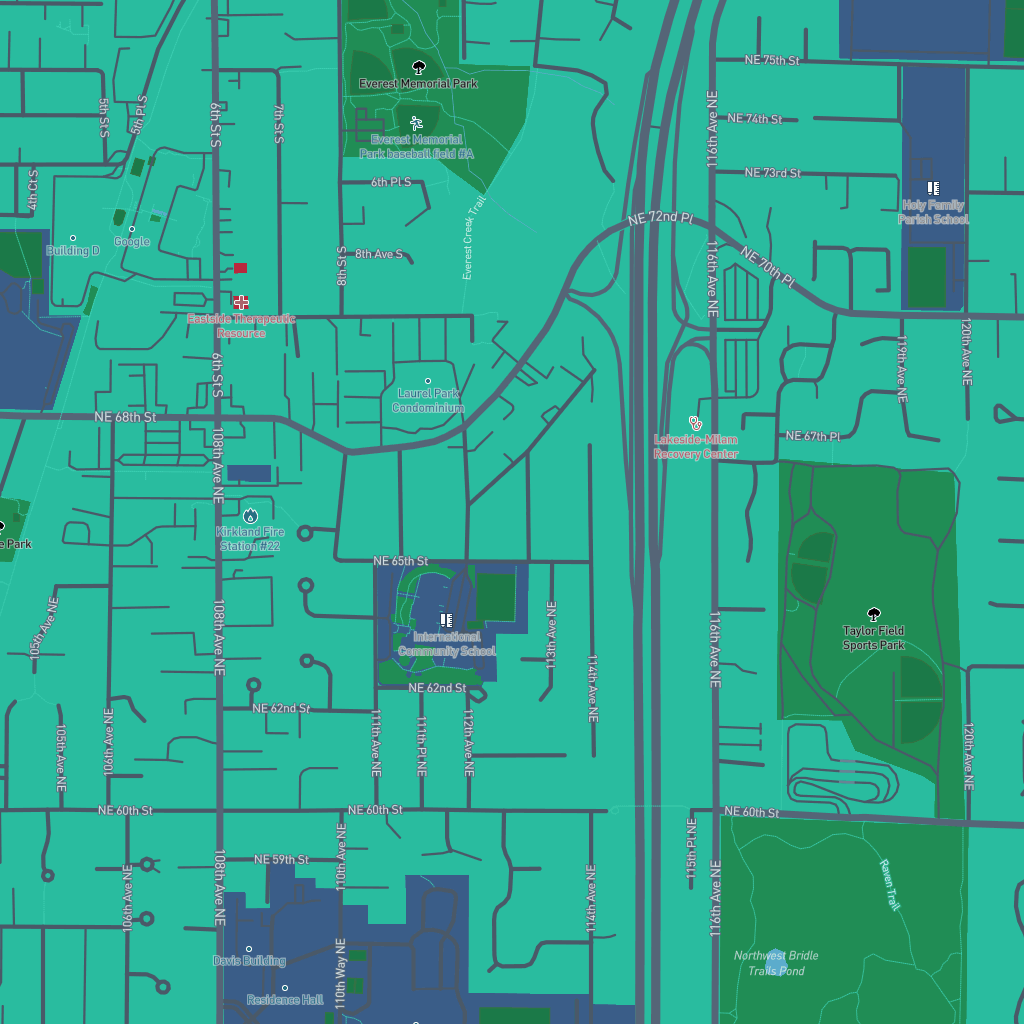 NE 75th St
Everest Memorial Park
5th St S
5th Pl S
6th St S
7th St S
116th Ave NE
NE 74th St
Everest Memorial
Park baseball field #A
NE 73rd St
6th Pl S
4th Ct S
Holy Family
Parish School
NE 72nd Pl
Everest Creek Trail
Building D
Google
8th St S
8th Ave S
116th Ave NE
NE 70th Pl
Eastside Therapeutic
Resource
6th St S
119th Ave NE
120th Ave NE
Laurel Park
Condominium
NE 68th St
108th Ave NE
Lakeside-Milam
Recovery Center
NE 67th Pl
Kirkland Fire
Station #22
e Park
NE 65th St
105th Ave NE
108th Ave NE
International
Community School
113th Ave NE
116th Ave NE
Taylor Field
Sports Park
114th Ave NE
NE 62nd St
NE 62nd St
105th Ave NE
106th Ave NE
111th Ave NE
111th Pl NE
112th Ave NE
120th Ave NE
NE 60th St
NE 60th St
NE 60th St
115th Pl NE
NE 59th St
110th Ave NE
108th Ave NE
106th Ave NE
114th Ave NE
116th Ave NE
Raven Trail
Davis Building
110th Way NE
Northwest Bridle
Trails Pond
Residence Hall